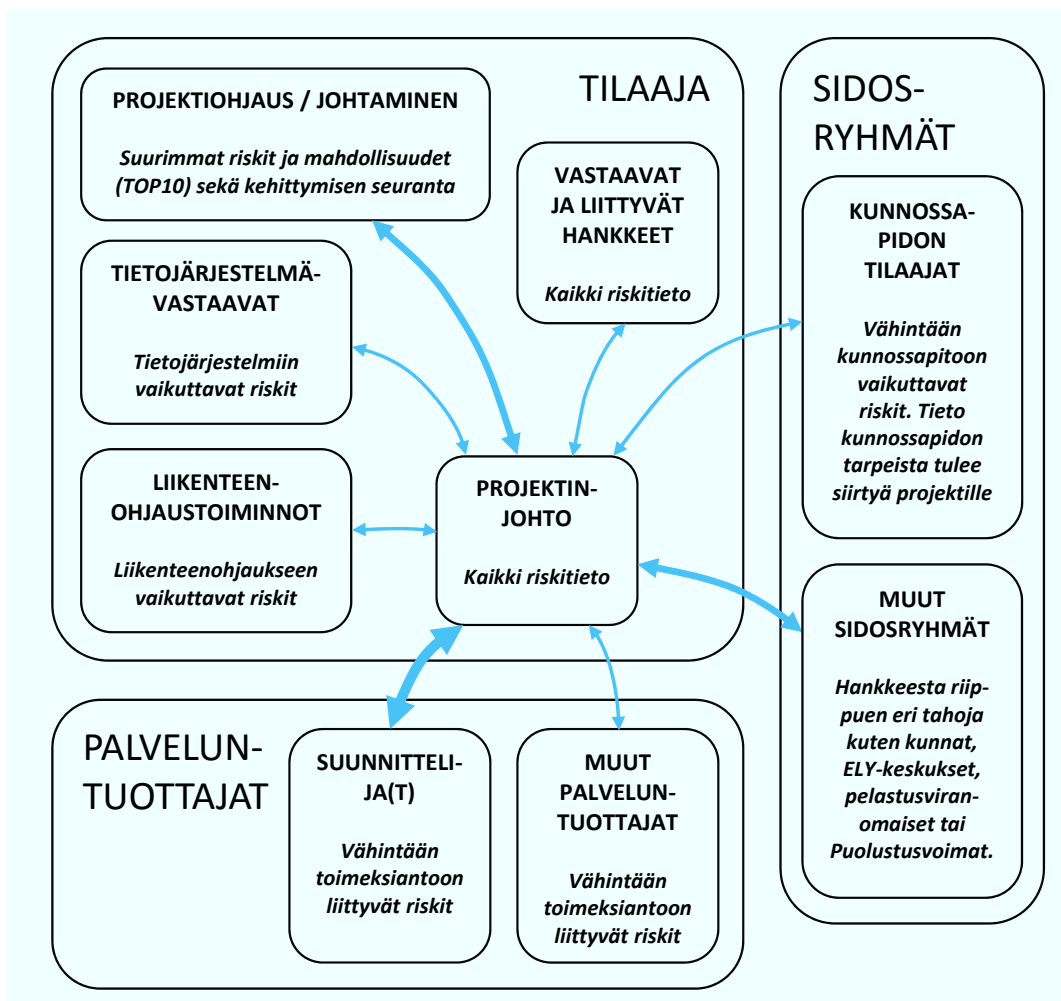 TILAAJA
PROJEKTIOHJAUS / JOHTAMINEN
Suurimmat riskit ja mahdollisuudet
(TOP10) sekä kehittymisen seuranta
VASTAAVAT
JA LIITTYVÄT
HANKKEET
Kaikki riskitieto
TIETOJÄRJESTELMÄ-
VASTAAVAT
Tietojärjestelmiin
vaikuttavat riskit
LIIKENTEEN-
OHJAUSTOIMINNOT
Liikenteenohjaukseen
vaikuttavat riskit
PROJEKTIN-
JOHTO
Kaikki riskitieto
SIDOS-
RYHMÄT
KUNNOSSA-
PIDON
TILAAJAT
Vähintään
kunnossapitoon
vaikuttavat
riskit. Tieto
kunnossapidon
tarpeista tulee
siirtyä projektille
MUUT
SIDOSRYHMÄT
Hankkeesta riip-
puen eri tahoja
kuten kunnat,
ELY-keskukset,
pelastusviran-
omaiset tai
Puolustusvoimat.
PALVELUN-
TUOTTAJAT
SUUNNITTELI-
JA(T)
Vähintään
toimeksiantoon
liittyvät riskit
MUUT
PALVELUN-
TUOTTAJAT
Vähintään
toimeksiantoon
liittyvät riskit